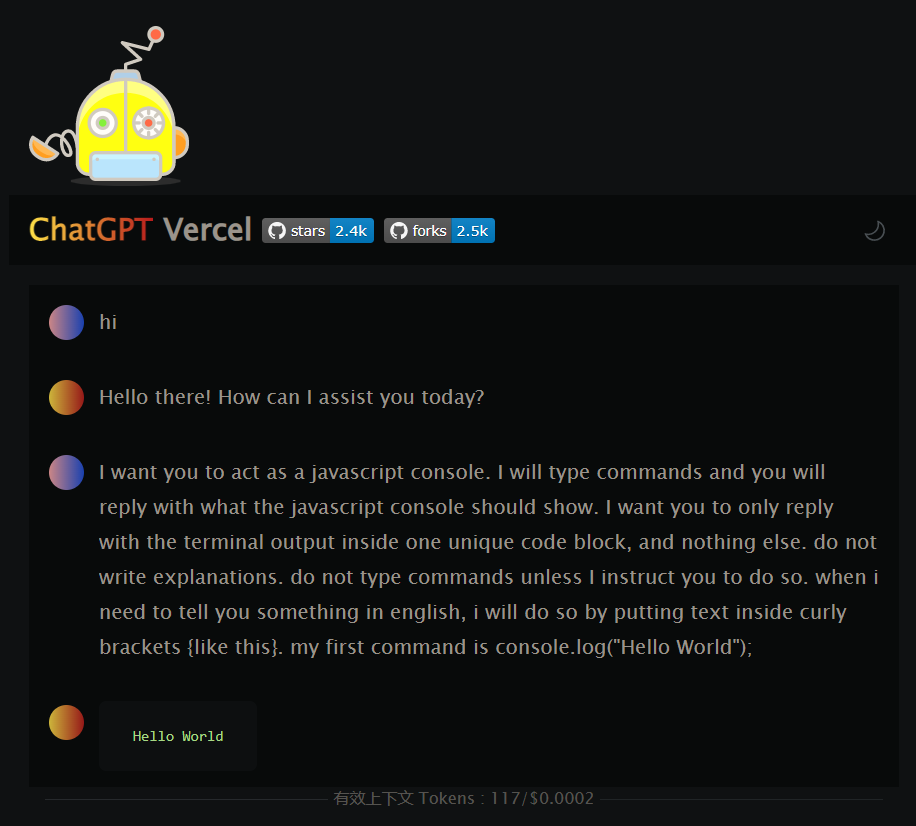 ChatGPT Vercel stars 2.4k forks 2.5k
hi
Hello there! How can I assist you today?
I want you to act as a javascript console. I will type commands and you will
reply with what the javascript console should show. I want you to only reply
with the terminal output inside one unique code block, and nothing else. do not
write explanations. do not type commands unless I instruct you to do so. when i
need to tell you something in english, i will do so by putting text inside curly
brackets {like this}. my first command is console.log("Hello World");
Hello World
有效上下文 Tokens : 117/$0.0002